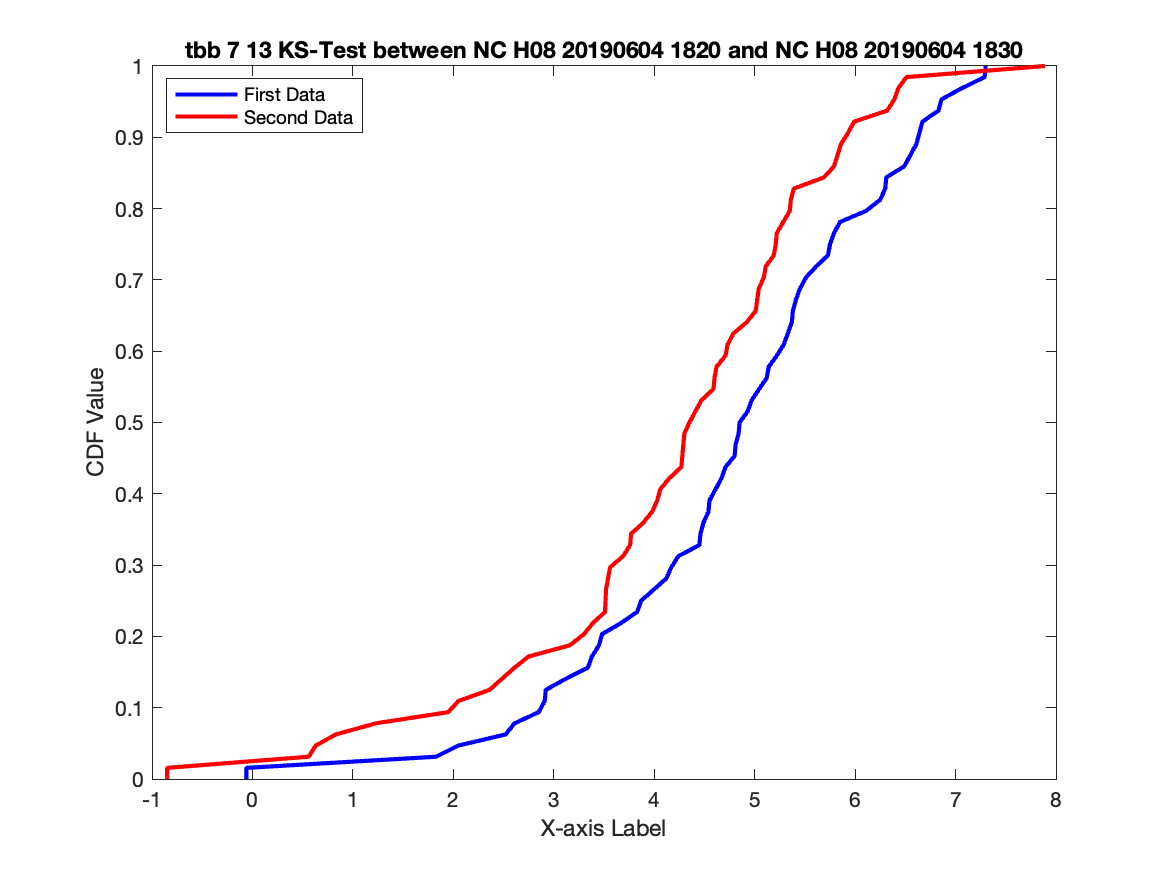 tbb 7 13 KS-Test between NC H08 20190604 1820 and NC H08 20190604 1830
First Data
Second Data
1
0.9
0.8
0.7
0.6
0.5
0.4
0.3
0.2
0.1
0
CDF Value
-1 0 1 2 3 4 5 6 7 8
X-axis Label